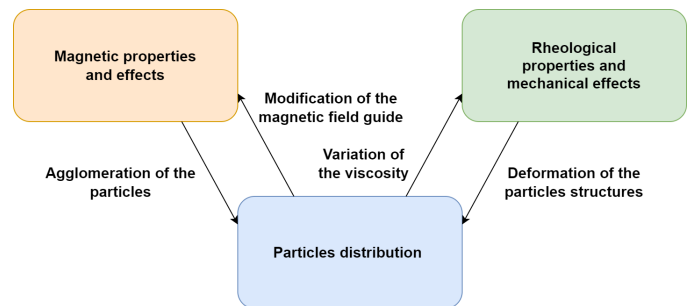 Magnetic properties
and effects
Rheological
properties and
mechanical effects
Modification of the
magnetic field guide
Variation of
the viscosity
Agglomeration of the
particles
Deformation of the
particles structures
Particles distribution